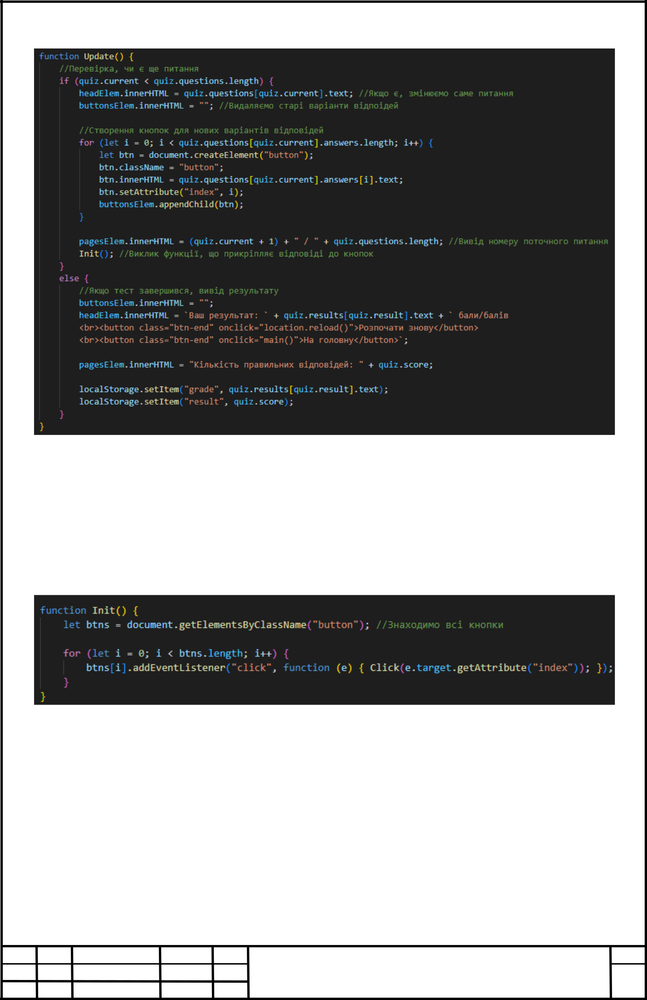 function Update() {
//Перевірка, чи є ще питання
if (quiz.current < quiz.questions.length) {
headElem.innerHTML = quiz.questions[quiz.current].text; //Якщо є, змінюємо саме питання
buttonsElem.innerHTML = ""; //Видаляємо старі варіанти відпоідей
//Створення кнопок для нових варіантів відповідей
for (let i = 0; i < quiz.questions[quiz.current].answers.length; i++) {
let btn = document.createElement("button");
btn.className = "button";
btn.innerHTML = quiz.questions[quiz.current].answers[i].text;
btn.setAttribute("index", i);
buttonsElem.appendChild(btn);
}
pagesElem.innerHTML = (quiz.current + 1) + " / " + quiz.questions.length; //Вивід номеру поточного питання
Init(); //Виклик функції, що прикріпляє відповіді до кнопок
}
else {
//Якщо тест завершився, вивід результату
buttonsElem.innerHTML = "";
headElem.innerHTML = `Ваш результат: ` + quiz.results[quiz.result].text + ` бали/балів
<br><button class="btn-end" onclick="location.reload()">Розпочати знову</button>
<br><button class="btn-end" onclick="main()">На головну</button>`;
pagesElem.innerHTML = "Кількість правильних відповідей: " + quiz.score;
localStorage.setItem("grade", quiz.results[quiz.result].text);
localStorage.setItem("result", quiz.score);
}
}
function Init() {
let btns = document.getElementsByClassName("button"); //Знаходимо всі кнопки
for (let i = 0; i < btns.length; i++) {
btns[i].addEventListener("click", function (e) { Click(e.target.getAttribute("index")); });
}
}